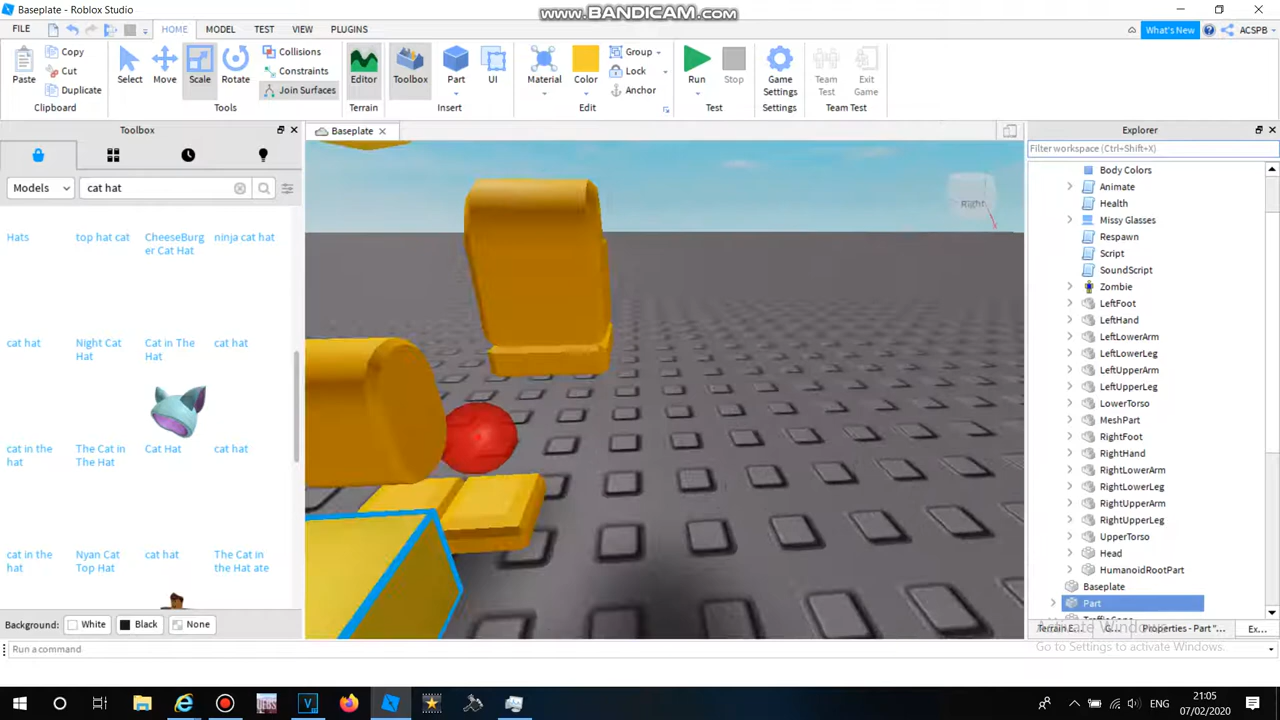 Baseplate - Roblox Studio
www.BANDICAM.com
FILE HOME MODEL TEST VIEW PLUGINS What's New ACSPB
Paste Copy Cut Duplicate
Select Move Scale Rotate Collisions Constraints Join Surfaces
Editor Toolbox Part UI Material Color Group Lock Anchor
Run Stop Game Settings Team Test Exit Game
Clipboard Tools Terrain Insert Edit Test Settings Team Test
Toolbox
Baseplate
Explorer
Filter workspace (Ctrl+Shift+X)
Models cat hat
Hats top hat cat CheeseBurg er Cat Hat ninja cat hat
cat hat Night Cat Hat Cat in The Hat cat hat
cat in the hat The Cat in The Hat Cat Hat cat hat
cat in the hat Nyan Cat Top Hat cat hat The Cat in the Hat ate
Background: White Black None
Right
Body Colors
Animate
Health
Missy Glasses
Respawn
Script
SoundScript
Zombie
LeftFoot
LeftHand
LeftLowerArm
LeftLowerLeg
LeftUpperArm
LeftUpperLeg
LowerTorso
MeshPart
RightFoot
RightHand
RightLowerArm
RightLowerLeg
RightUpperArm
RightUpperLeg
UpperTorso
Head
HumanoidRootPart
Baseplate
Part
Activate Windows
Go to Settings to activate Windows.
Properties - Part "...
Ex...
Run a command
ENG
21:05
07/02/2020